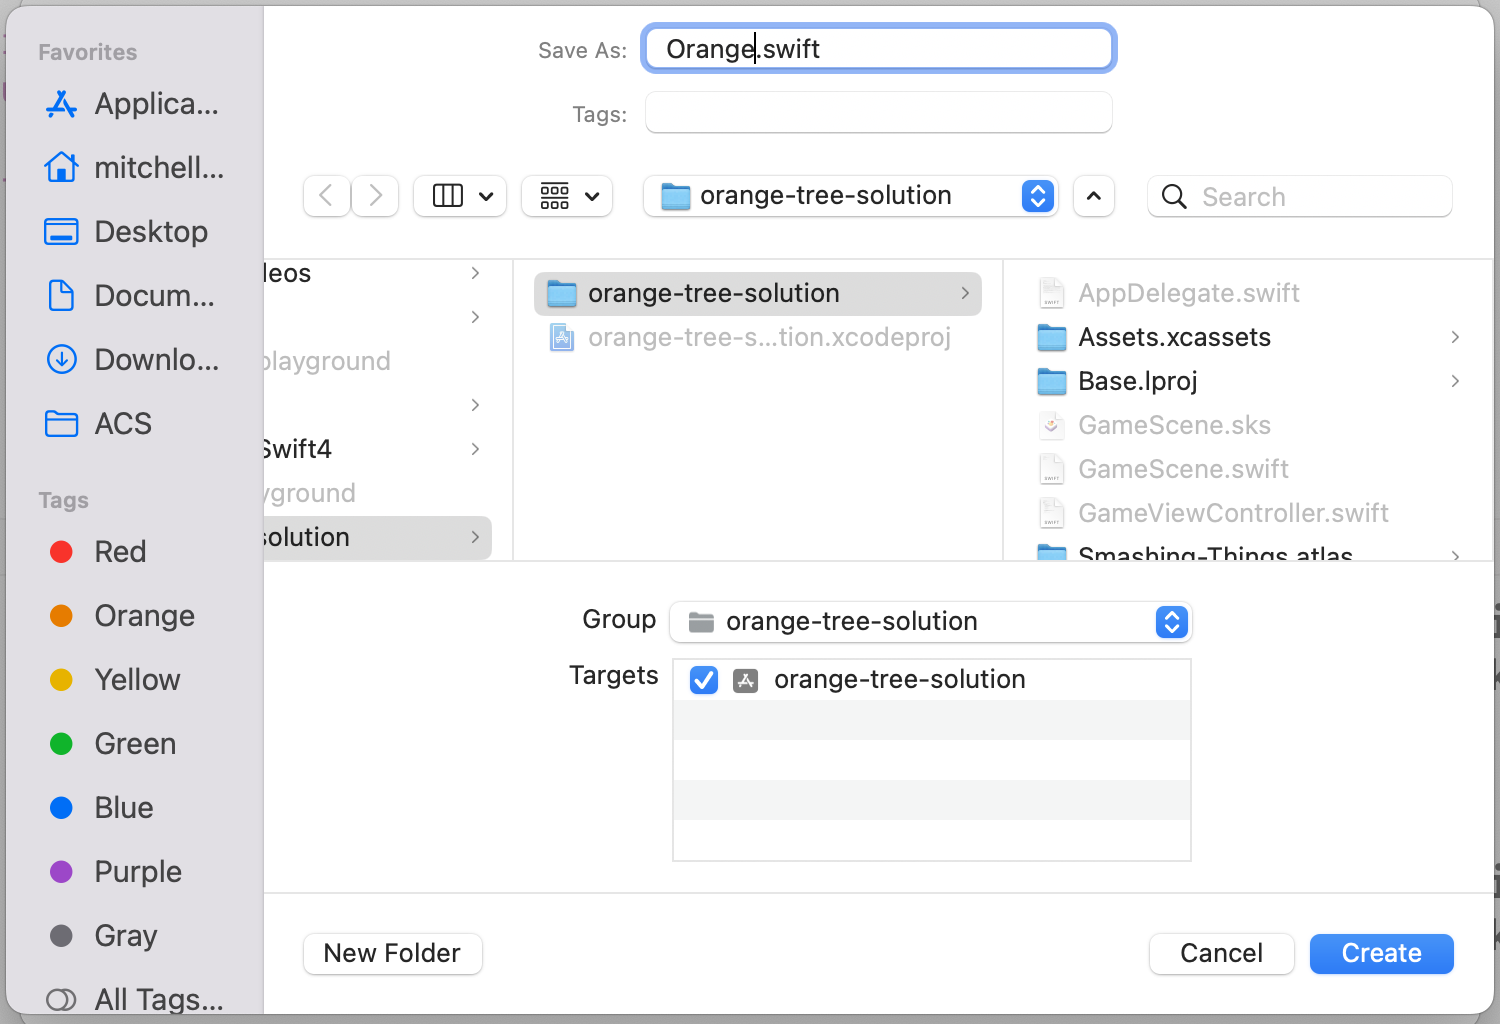 Favorites
Applica...
mitchell...
Desktop
Docum...
Downlo...
ACS
Tags
Red
Orange
Yellow
Green
Blue
Purple
Gray
All Tags...
Save As: Orange.swift
Tags:
orange-tree-solution
Search
leos
playground
Swift4
yground
solution
orange-tree-solution
orange-tree-s...tion.xcodeproj
AppDelegate.swift
Assets.xcassets
Base.lproj
GameScene.sks
GameScene.swift
GameViewController.swift
Smashing-Things.atlas
Group orange-tree-solution
Targets orange-tree-solution
New Folder
Cancel
Create